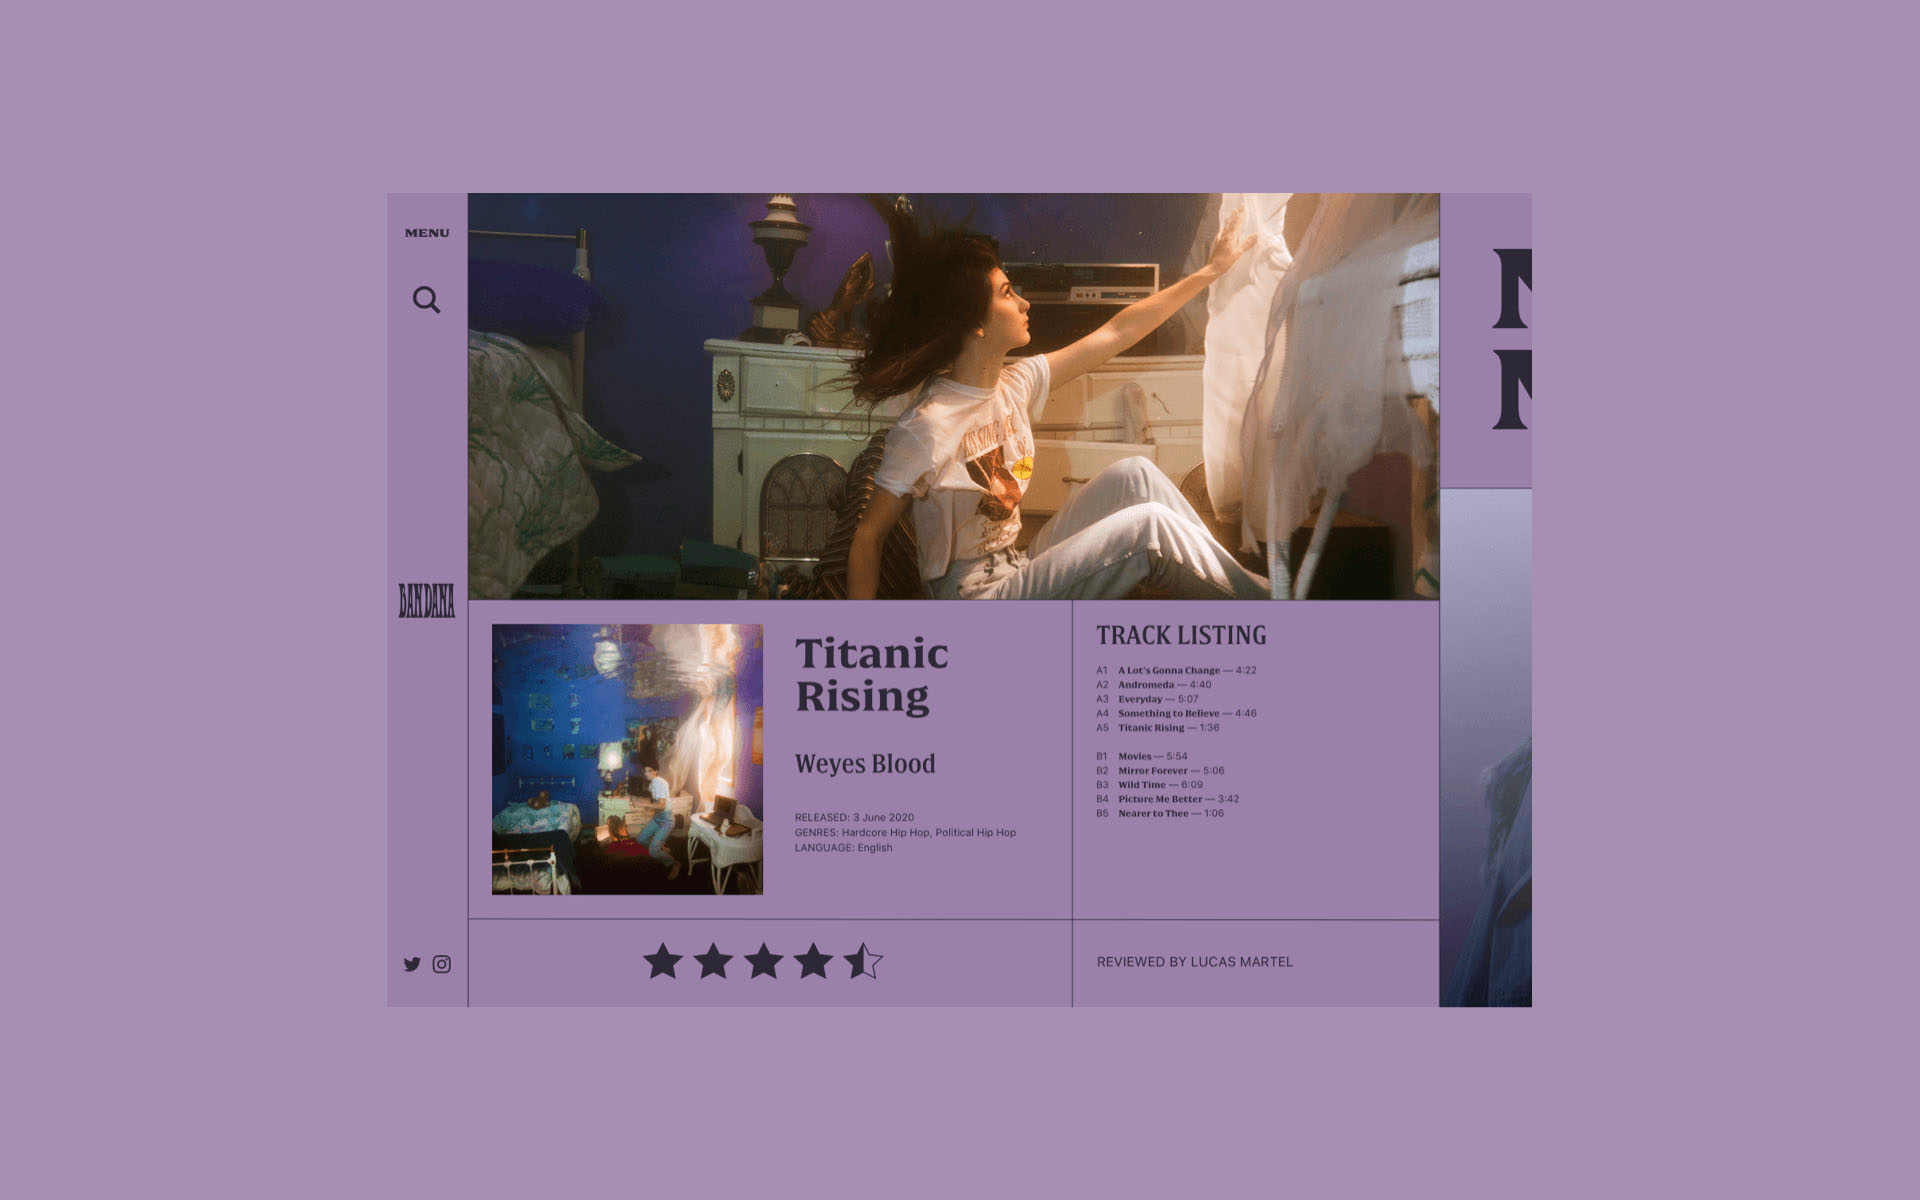 MENU
BANDANA
Titanic
Rising
Weyes Blood
RELEASED: 3 June 2020
GENRES: Hardcore Hip Hop, Political Hip Hop
LANGUAGE: English
TRACK LISTING
A1 A Lot's Gonna Change — 4:22
A2 Andromeda — 4:40
A3 Everyday — 5:07
A4 Something to Believe — 4:46
A5 Titanic Rising — 1:36
B1 Movies — 5:54
B2 Mirror Forever — 5:06
B3 Wild Time — 6:09
B4 Picture Me Better — 3:42
B5 Nearer to Thee — 1:06
REVIEWED BY LUCAS MARTEL